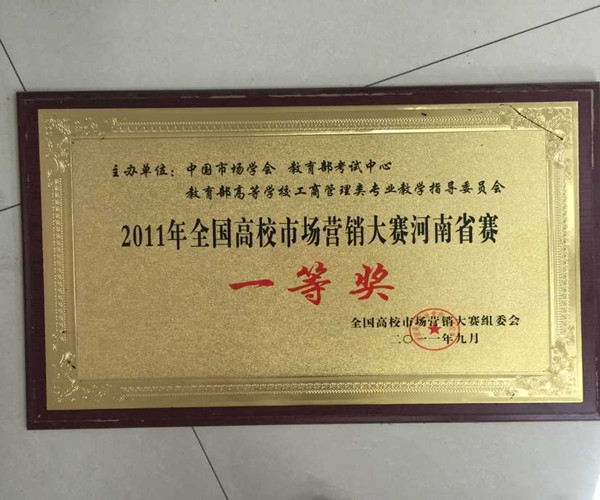 主办单位：中国市场学会 教育部考试中心
教育部高等学校工商管理类专业教学指导委员会
2011年全国高校市场营销大赛河南省赛
一等奖
全国高校市场营销大赛组委会
二〇一一年九月